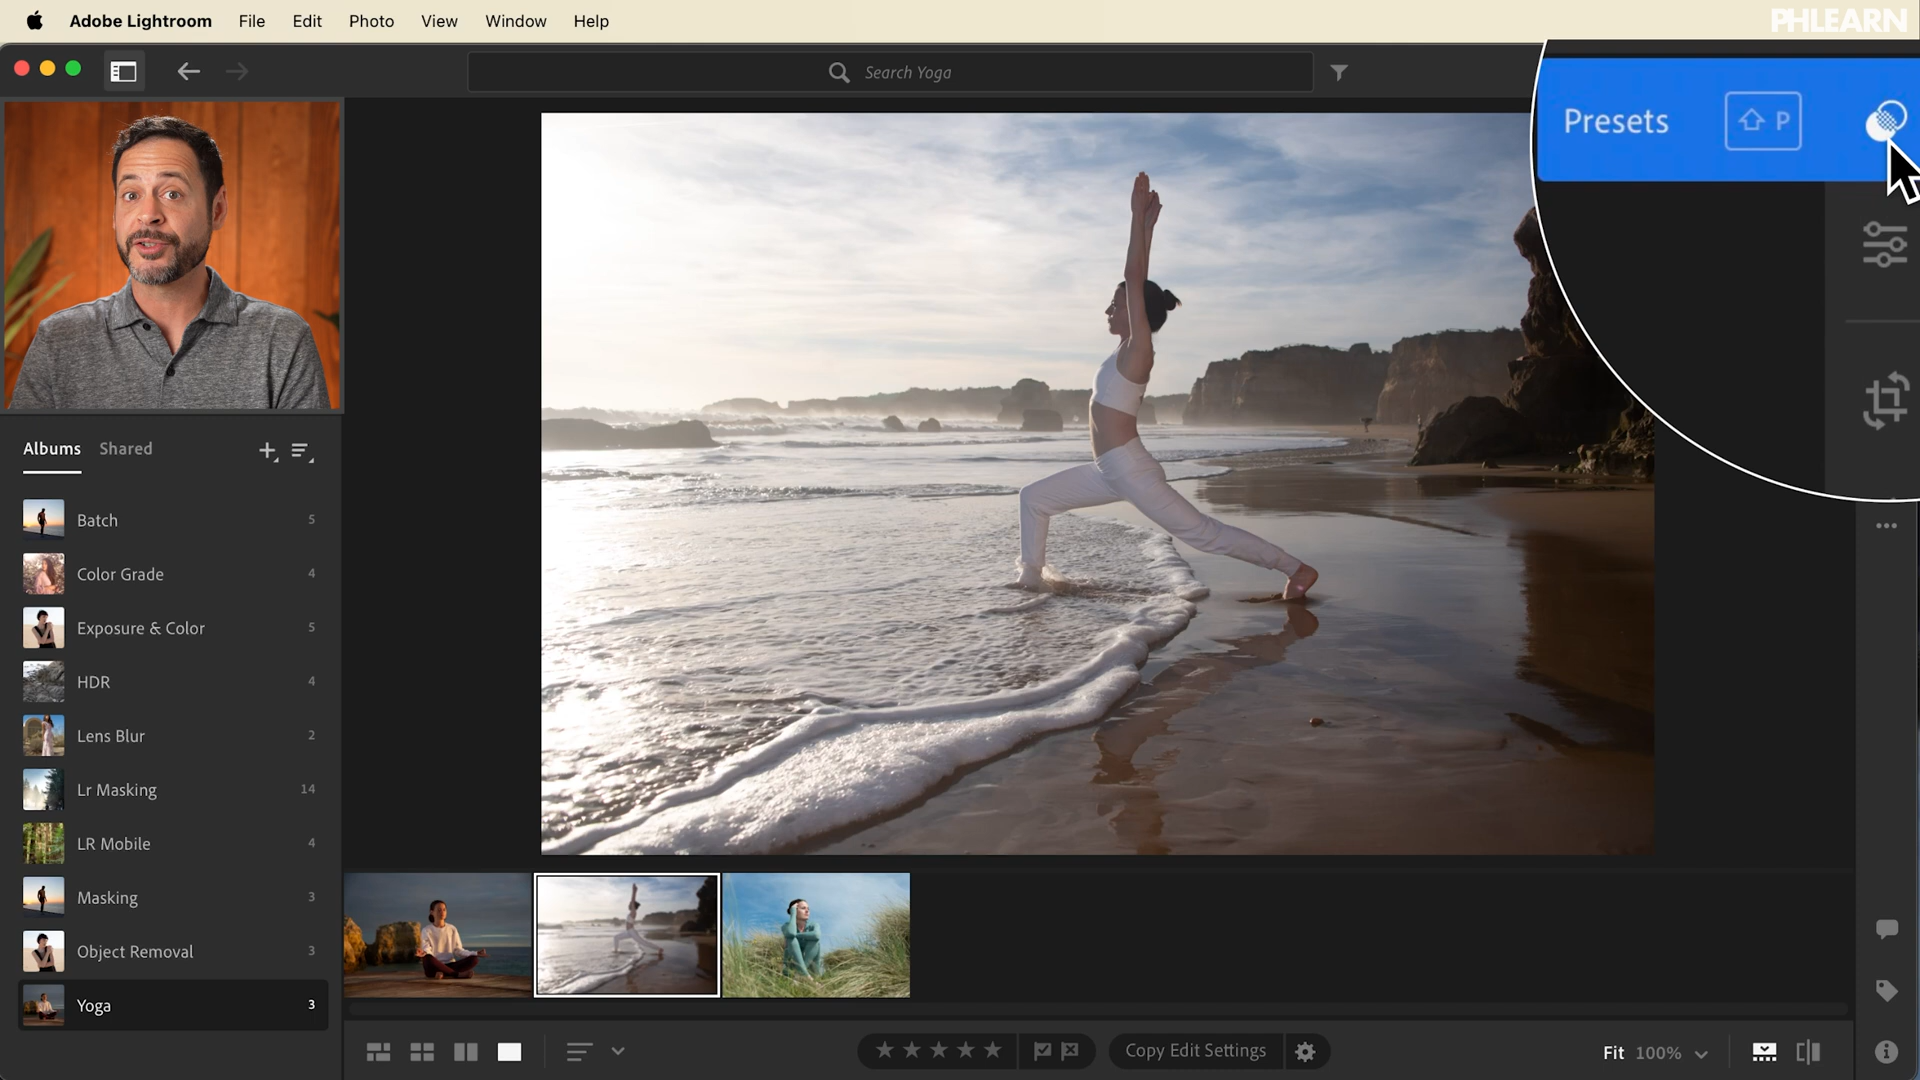 Adobe Lightroom File Edit Photo View Window Help
PHLEARN
Search Yoga
Presets
P
Albums Shared
Batch 5
Color Grade 4
Exposure & Color 5
HDR 4
Lens Blur 2
Lr Masking 14
LR Mobile 4
Masking 3
Object Removal 3
Yoga 3
Copy Edit Settings
Fit 100%